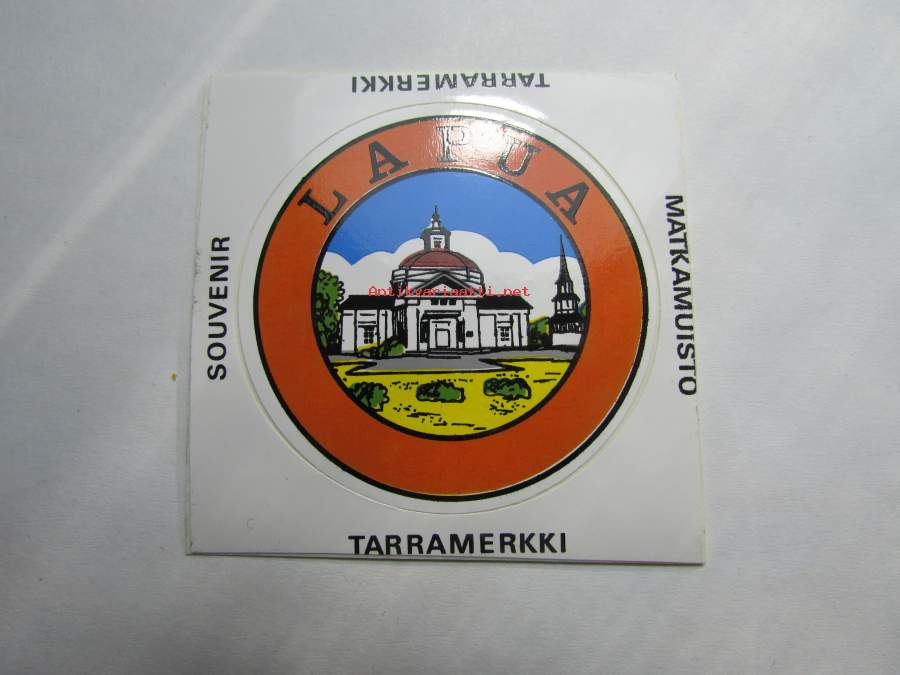 TARRAMERKKI
LAPUA
Antikvariaatti.net
SOUVENIR
MATKAMUISTO
TARRAMERKKI